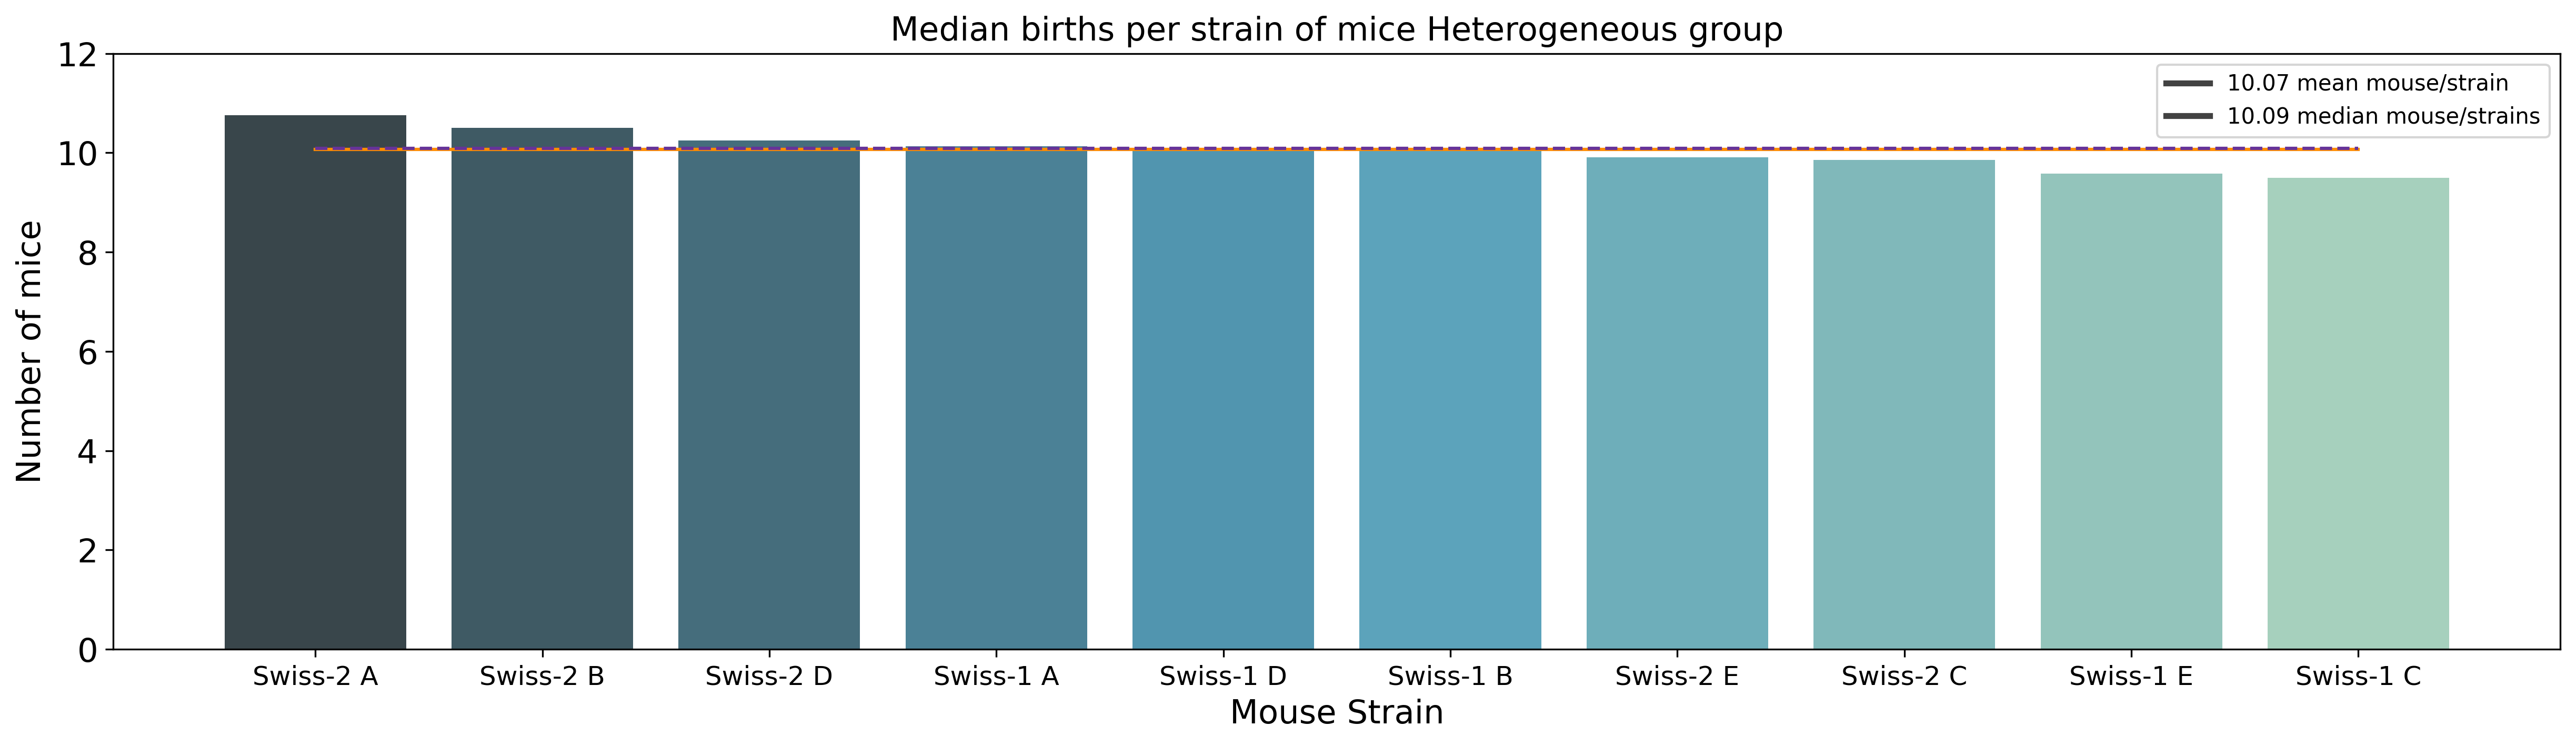 Median births per strain of mice Heterogeneous group
10.07 mean mouse/strain
10.09 median mouse/strains
Number of mice
12
10
8
6
4
2
0
Swiss-2 A
Swiss-2 B
Swiss-2 D
Swiss-1 A
Swiss-1 D
Swiss-1 B
Swiss-2 E
Swiss-2 C
Swiss-1 E
Swiss-1 C
Mouse Strain